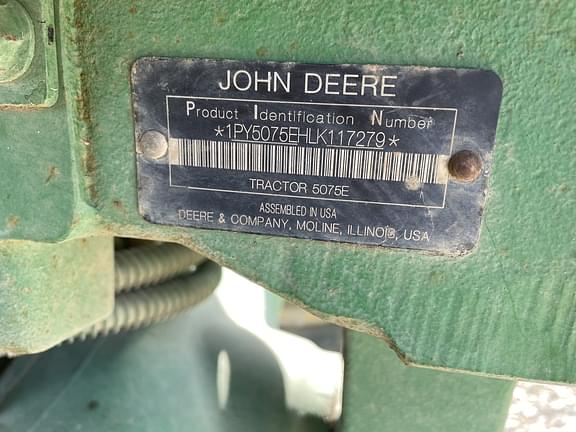 JOHN DEERE
Product Identification Number
*1PY5075EHLK117279*
TRACTOR 5075E
ASSEMBLED IN USA
DEERE & COMPANY, MOLINE, ILLINOIS, USA